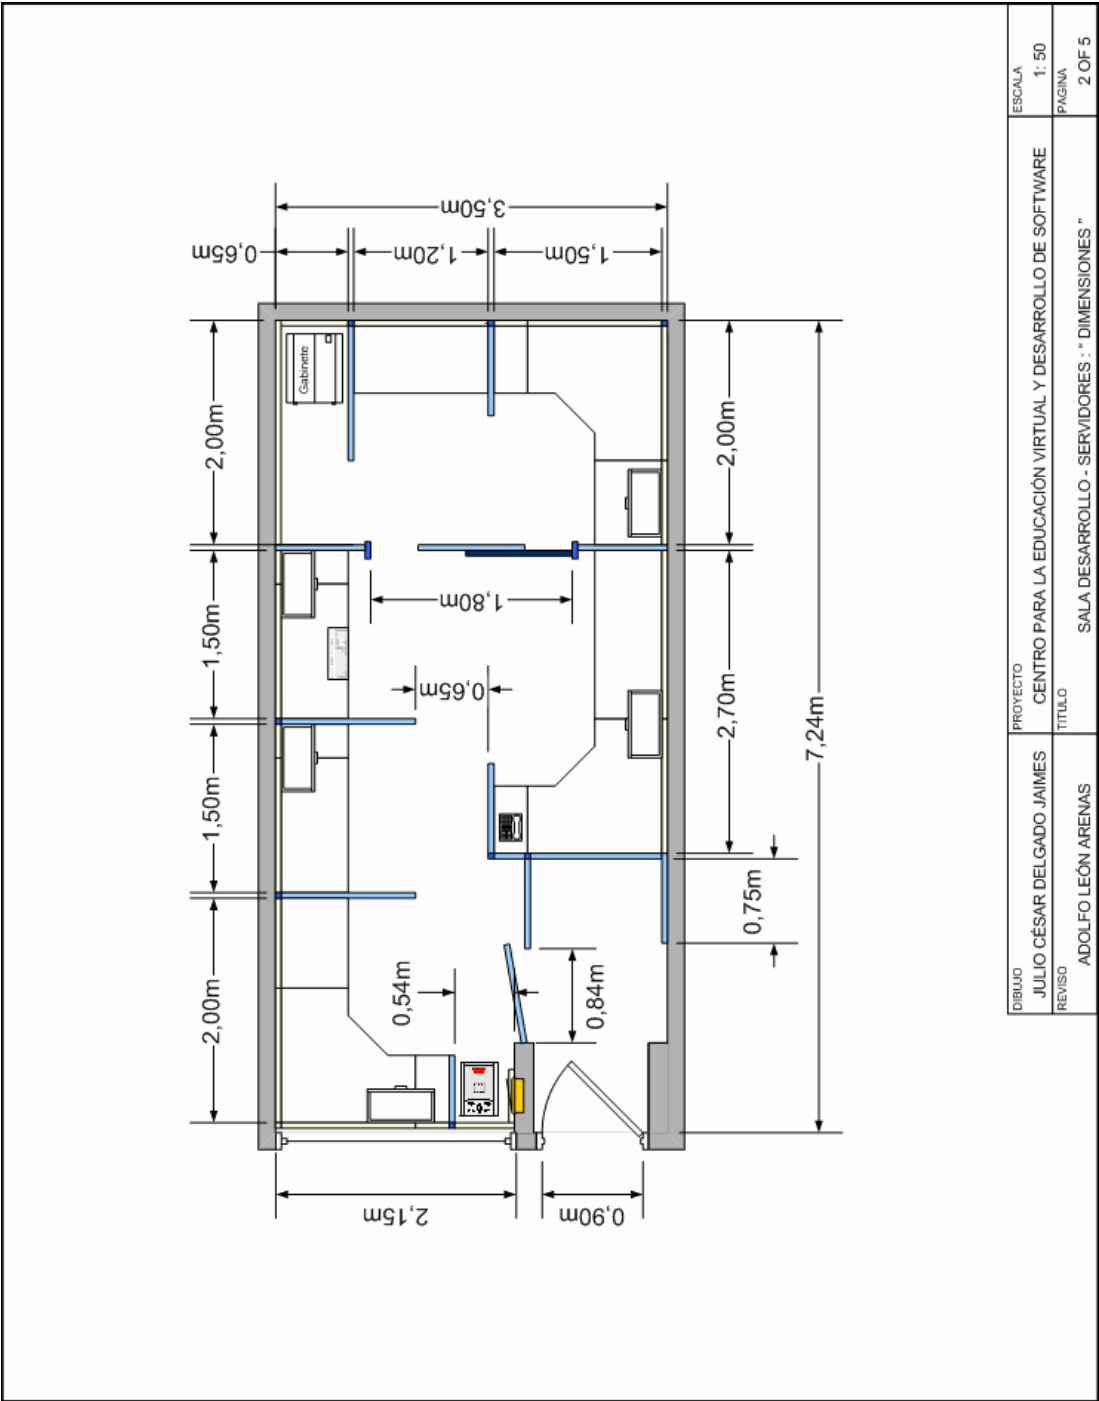 3,50m
0,65m
1,20m
1,50m
Gabinete
2,00m
2,00m
1,50m
1,80m
0,65m
2,70m
7,24m
1,50m
0,75m
2,00m
0,54m
0,84m
2,15m
0,90m
DIBUJO
JULIO CÉSAR DELGADO JAIMES
REVISO
ADOLFO LEÓN ARENAS
PROYECTO
CENTRO PARA LA EDUCACIÓN VIRTUAL Y DESARROLLO DE SOFTWARE
TITULO
SALA DESARROLLO - SERVIDORES : " DIMENSIONES "
ESCALA
1: 50
PAGINA
2 OF 5